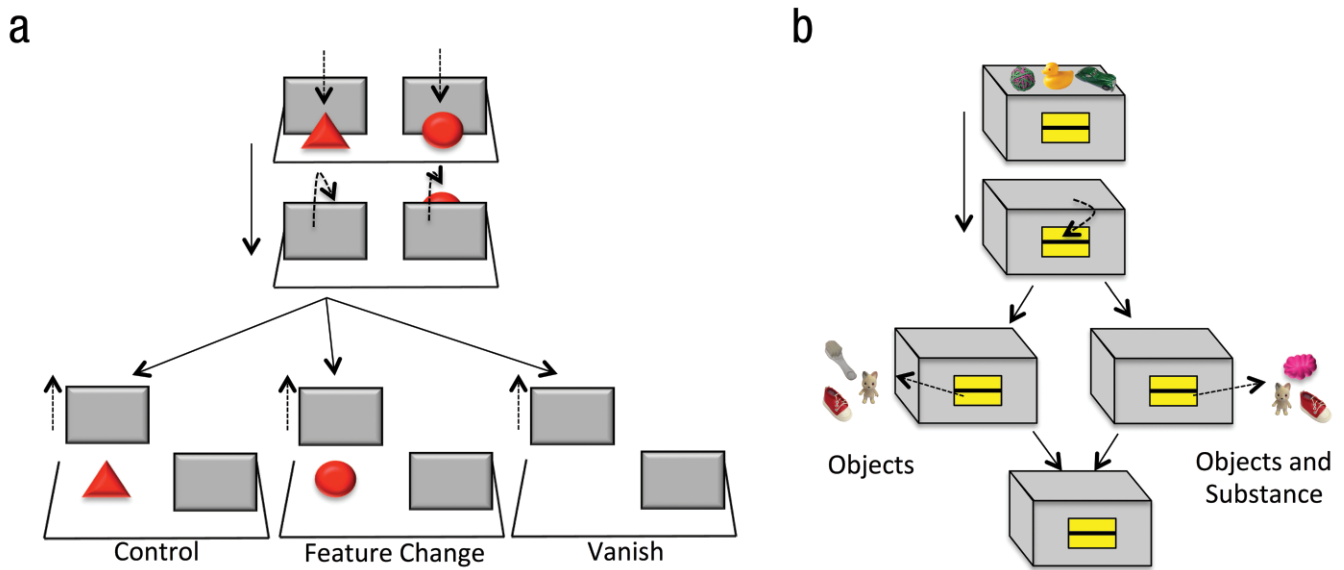 a
b
Control
Feature Change
Vanish
Objects
Objects and
Substance